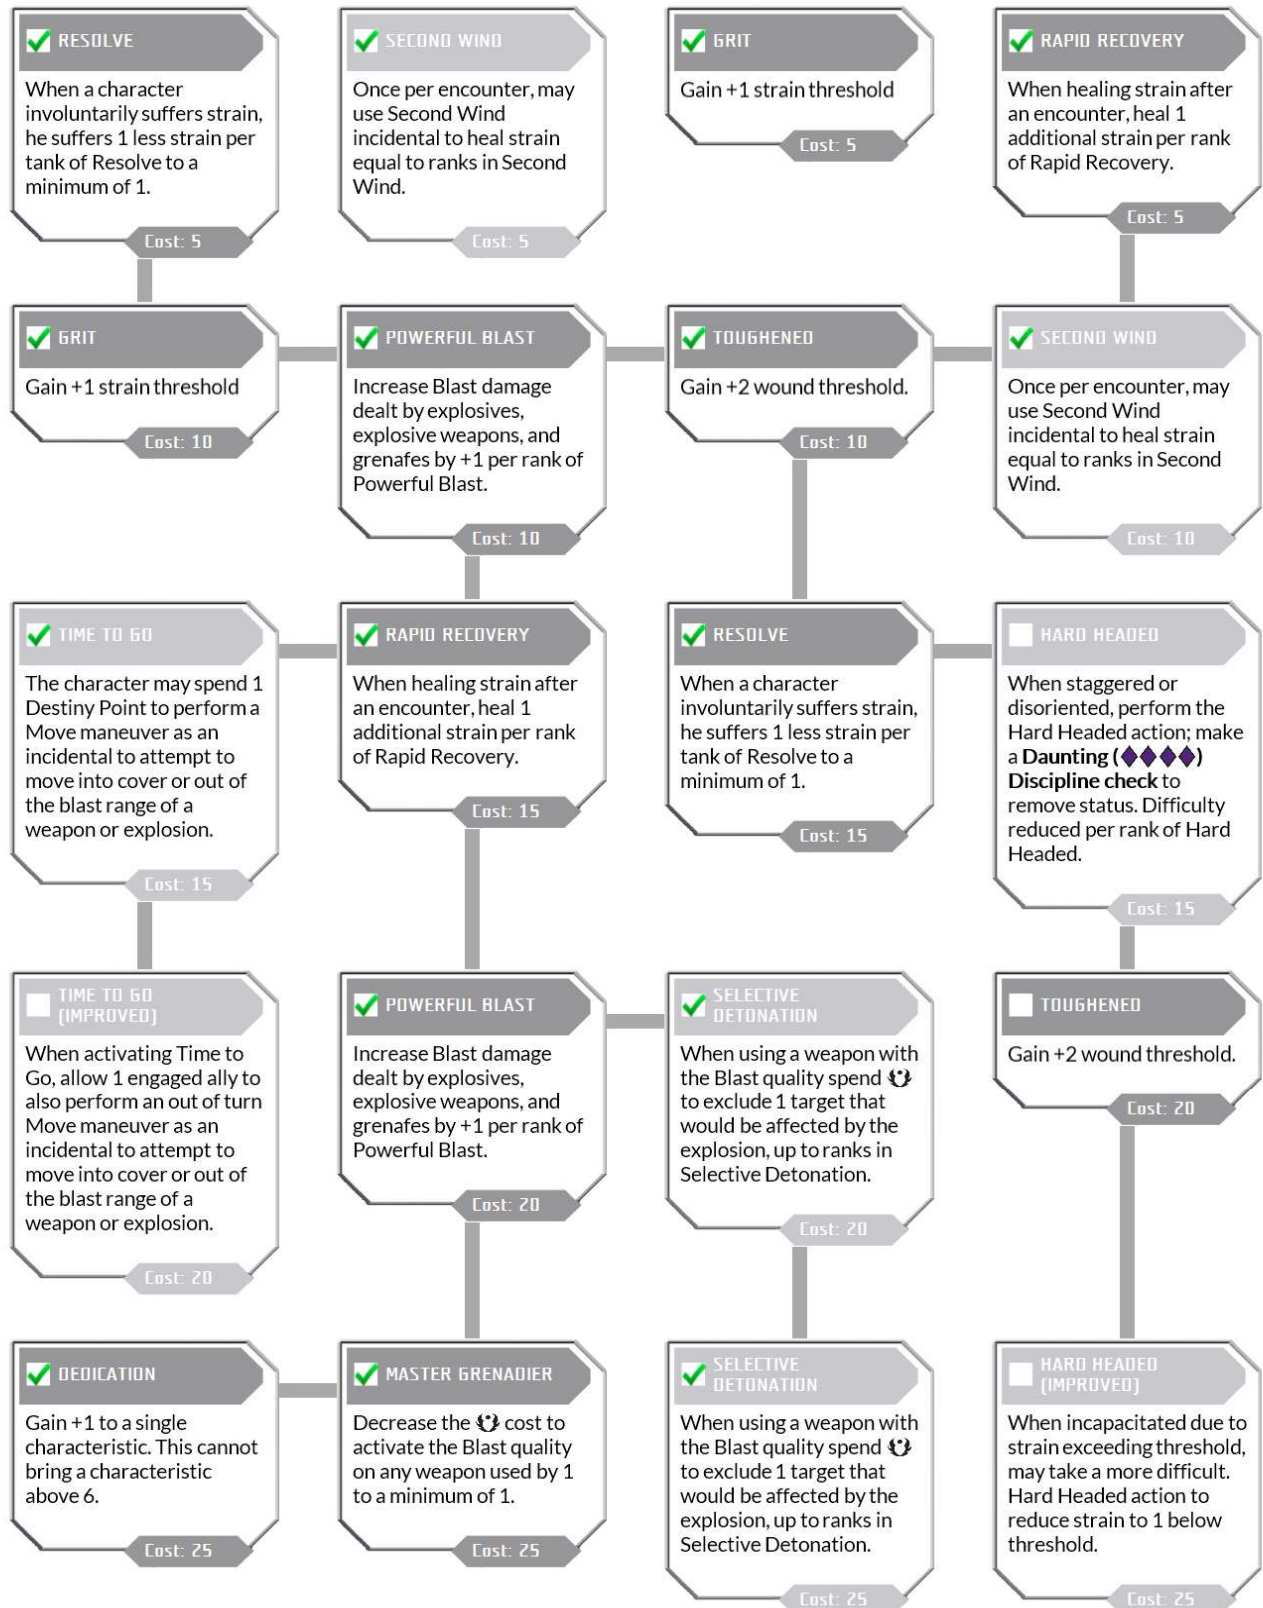 RESOLVE
When a character
involuntarily suffers strain,
he suffers 1 less strain per
tank of Resolve to a
minimum of 1.
Cost: 5
SECOND WIND
Once per encounter, may
use Second Wind
incidental to heal strain
equal to ranks in Second
Wind.
Cost: 5
GRIT
Gain +1 strain threshold
Cost: 5
RAPID RECOVERY
When healing strain after
an encounter, heal 1
additional strain per rank
of Rapid Recovery.
Cost: 5
GRIT
Gain +1 strain threshold
Cost: 10
POWERFUL BLAST
Increase Blast damage
dealt by explosives,
explosive weapons, and
grenafes by +1 per rank of
Powerful Blast.
Cost: 10
TOUGHENED
Gain +2 wound threshold.
Cost: 10
SECOND WIND
Once per encounter, may
use Second Wind
incidental to heal strain
equal to ranks in Second
Wind.
Cost: 10
TIME TO GO
The character may spend 1
Destiny Point to perform a
Move maneuver as an
incidental to attempt to
move into cover or out of
the blast range of a
weapon or explosion.
Cost: 15
RAPID RECOVERY
When healing strain after
an encounter, heal 1
additional strain per rank
of Rapid Recovery.
Cost: 15
RESOLVE
When a character
involuntarily suffers strain,
he suffers 1 less strain per
tank of Resolve to a
minimum of 1.
Cost: 15
HARD HEADED
When staggered or
disoriented, perform the
Hard Headed action; make
a Daunting (◆◆◆◆)
Discipline check to
remove status. Difficulty
reduced per rank of Hard
Headed.
Cost: 15
TIME TO GO
(IMPROVED)
When activating Time to
Go, allow 1 engaged ally to
also perform an out of turn
Move maneuver as an
incidental to attempt to
move into cover or out of
the blast range of a
weapon or explosion.
Cost: 20
POWERFUL BLAST
Increase Blast damage
dealt by explosives,
explosive weapons, and
grenafes by +1 per rank of
Powerful Blast.
Cost: 20
SELECTIVE
DETONATION
When using a weapon with
the Blast quality spend
to exclude 1 target that
would be affected by the
explosion, up to ranks in
Selective Detonation.
Cost: 20
TOUGHENED
Gain +2 wound threshold.
Cost: 20
DEDICATION
Gain +1 to a single
characteristic. This cannot
bring a characteristic
above 6.
Cost: 25
MASTER GRENADIER
Decrease the cost to
activate the Blast quality
on any weapon used by 1
to a minimum of 1.
Cost: 25
SELECTIVE
DETONATION
When using a weapon with
the Blast quality spend
to exclude 1 target that
would be affected by the
explosion, up to ranks in
Selective Detonation.
Cost: 25
HARD HEADED
(IMPROVED)
When incapacitated due to
strain exceeding threshold,
may take a more difficult.
Hard Headed action to
reduce strain to 1 below
threshold.
Cost: 25